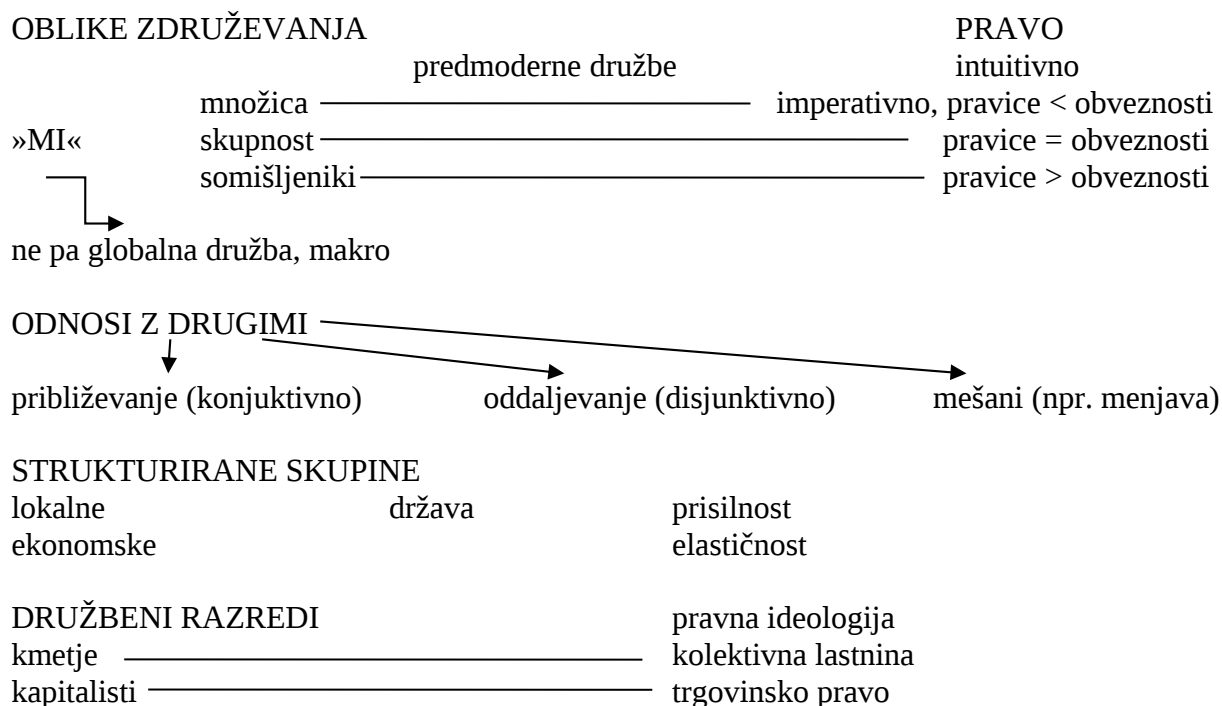 OBLIKE ZDRUŽEVANJA PRAVO
predmoderne družbe intuitivno
množica imperativno, pravice < obveznosti
»MI« skupnost pravice = obveznosti
somišljeniki pravice > obveznosti
ne pa globalna družba, makro
ODNOSI Z DRUGIMI
približevanje (konjuktivno) oddaljevanje (disjunktivno) mešani (npr. menjava)
STRUKTURIRANE SKUPINE
lokalne država prisilnost
ekonomske elastičnost
DRUŽBENI RAZREDI pravna ideologija
kmetje kolektivna lastnina
kapitalisti trgovinsko pravo